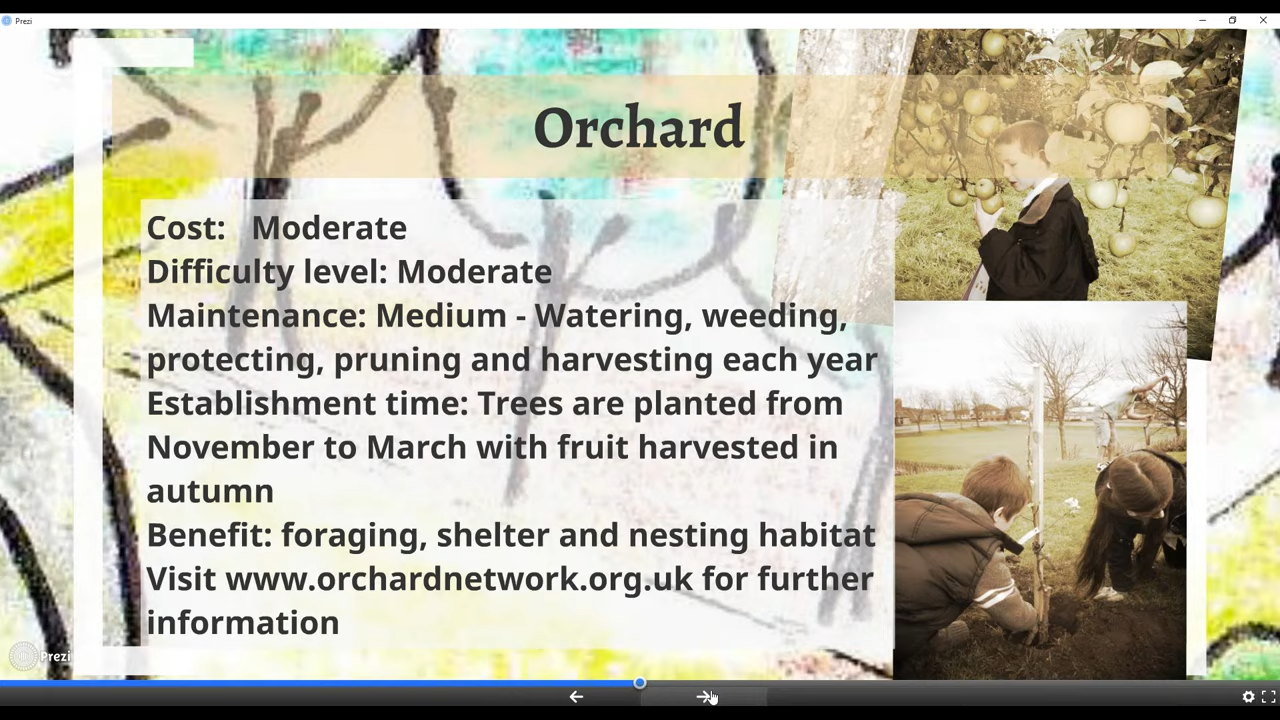 Prezi
Orchard
Cost: Moderate
Difficulty level: Moderate
Maintenance: Medium - Watering, weeding,
protecting, pruning and harvesting each year
Establishment time: Trees are planted from
November to March with fruit harvested in
autumn
Benefit: foraging, shelter and nesting habitat
Visit www.orchardnetwork.org.uk for further
information
Prezi